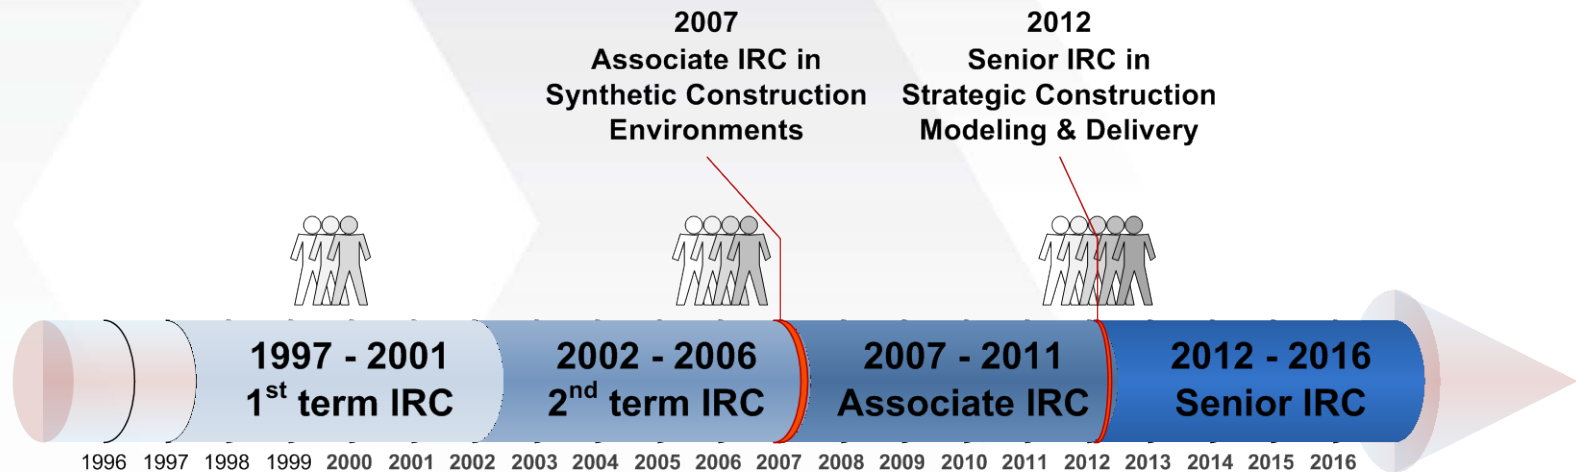 2007
Associate IRC in
Synthetic Construction
Environments
2012
Senior IRC in
Strategic Construction
Modeling & Delivery
1997 - 2001
1st term IRC
2002 - 2006
2nd term IRC
2007 - 2011
Associate IRC
2012 - 2016
Senior IRC
1996 1997 1998 1999 2000 2001 2002 2003 2004 2005 2006 2007 2008 2009 2010 2011 2012 2013 2014 2015 2016